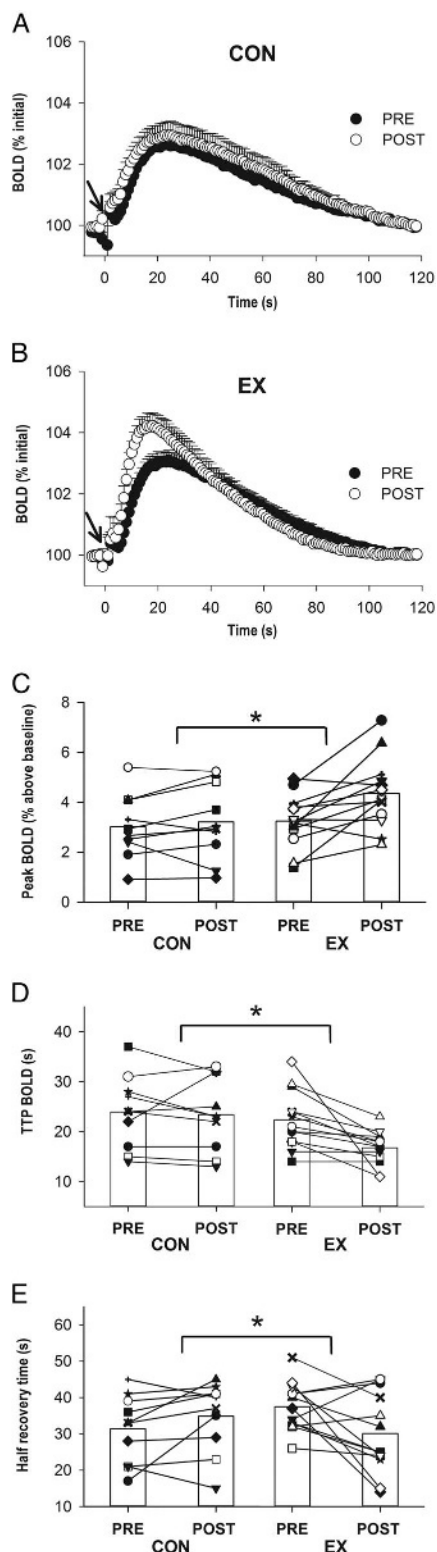 A
CON
PRE
POST
BOLD (% initial)
106
104
102
100
0 20 40 60 80 100 120
Time (s)
B
EX
PRE
POST
BOLD (% initial)
106
104
102
100
0 20 40 60 80 100 120
Time (s)
C
*
Peak BOLD (% above baseline)
8
6
4
2
0
PRE POST PRE POST
CON EX
D
*
TTP BOLD (s)
40
30
20
10
PRE POST PRE POST
CON EX
E
*
Half recovery time (s)
60
50
40
30
20
10
PRE POST PRE POST
CON EX